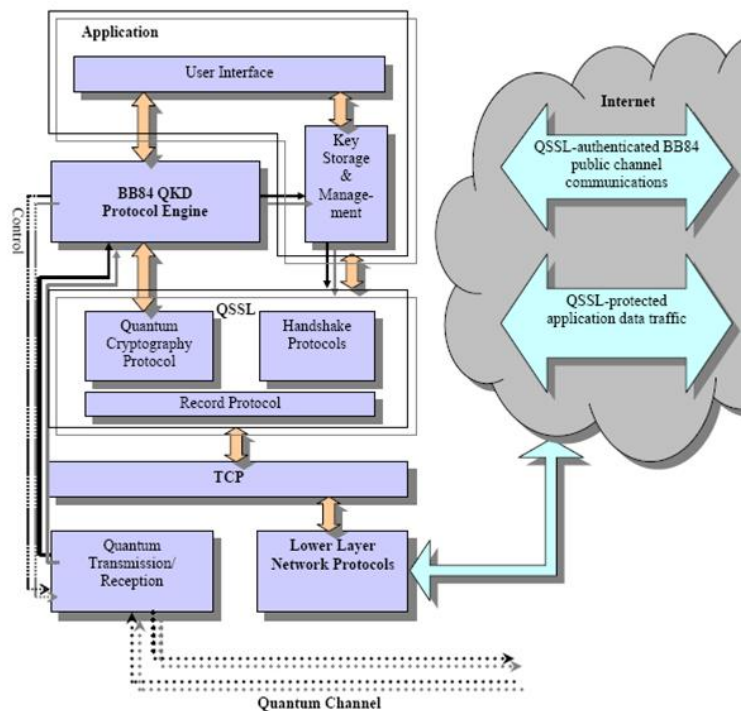 Application
User Interface
Key
Storage
&
Manage-
ment
BB84 QKD
Protocol Engine
Control
QSSL
Quantum
Cryptography
Protocol
Handshake
Protocols
Record Protocol
TCP
Quantum
Transmission/
Reception
Lower Layer
Network Protocols
Quantum Channel
Internet
QSSL-authenticated BB84
public channel
communications
QSSL-protected
application data traffic